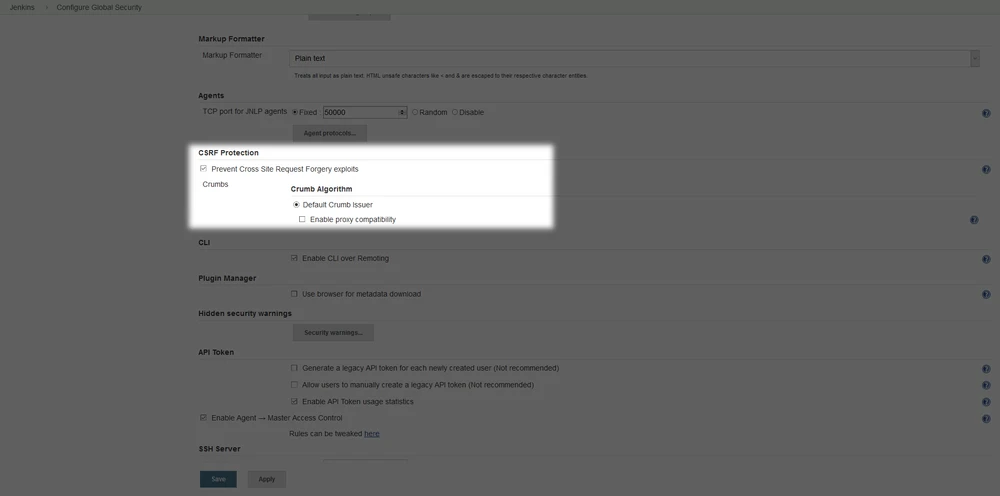 Jenkins › Configure Global Security
Markup Formatter
Markup Formatter
Plain text
Treats all input as plain text. HTML unsafe characters like < and & are escaped to their respective character entities.
Agents
TCP port for JNLP agents Fixed : 50000 Random Disable
Agent protocols...
CSRF Protection
Prevent Cross Site Request Forgery exploits
Crumbs
Crumb Algorithm
Default Crumb Issuer
Enable proxy compatibility
CLI
Enable CLI over Remoting
Plugin Manager
Use browser for metadata download
Hidden security warnings
Security warnings...
API Token
Generate a legacy API token for each newly created user (Not recommended)
Allow users to manually create a legacy API token (Not recommended)
Enable API Token usage statistics
Enable Agent → Master Access Control
Rules can be tweaked here
SSH Server
Save Apply